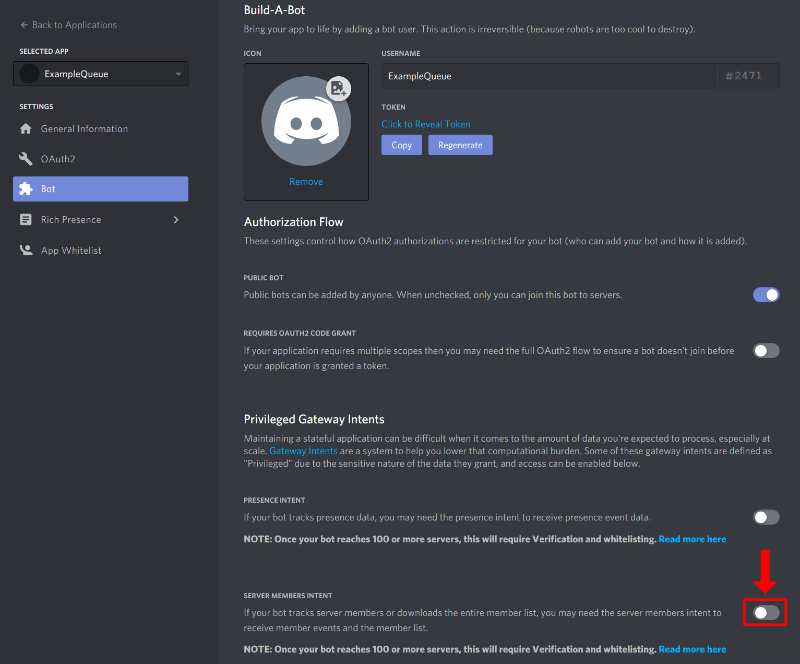 Back to Applications
SELECTED APP
ExampleQueue
SETTINGS
General Information
OAuth2
Bot
Rich Presence
App Whitelist
Build-A-Bot
Bring your app to life by adding a bot user. This action is irreversible (because robots are too cool to destroy).
ICON
Remove
USERNAME
ExampleQueue #2471
TOKEN
Click to Reveal Token
Copy Regenerate
Authorization Flow
These settings control how OAuth2 authorizations are restricted for your bot (who can add your bot and how it is added).
PUBLIC BOT
Public bots can be added by anyone. When unchecked, only you can join this bot to servers.
REQUIRES OAUTH2 CODE GRANT
If your application requires multiple scopes then you may need the full OAuth2 flow to ensure a bot doesn't join before
your application is granted a token.
Privileged Gateway Intents
Maintaining a stateful application can be difficult when it comes to the amount of data you're expected to process, especially at
scale. Gateway Intents are a system to help you lower that computational burden. Some of these gateway intents are defined as
"Privileged" due to the sensitive nature of the data they grant, and access can be enabled below.
PRESENCE INTENT
If your bot tracks presence data, you may need the presence intent to receive presence event data.
NOTE: Once your bot reaches 100 or more servers, this will require Verification and whitelisting. Read more here
SERVER MEMBERS INTENT
If your bot tracks server members or downloads the entire member list, you may need the server members intent to
receive member events and the member list.
NOTE: Once your bot reaches 100 or more servers, this will require Verification and whitelisting. Read more here